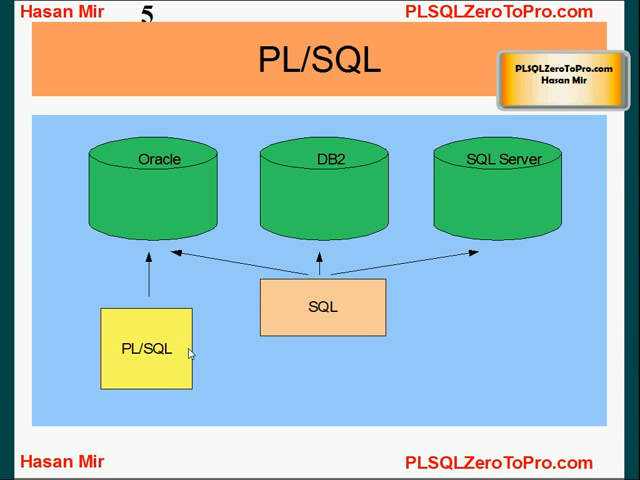 Hasan Mir
5
PLSQLZeroToPro.com
PL/SQL
PLSQLZeroToPro.com
Hasan Mir
Oracle
DB2
SQL Server
SQL
PL/SQL
Hasan Mir
PLSQLZeroToPro.com